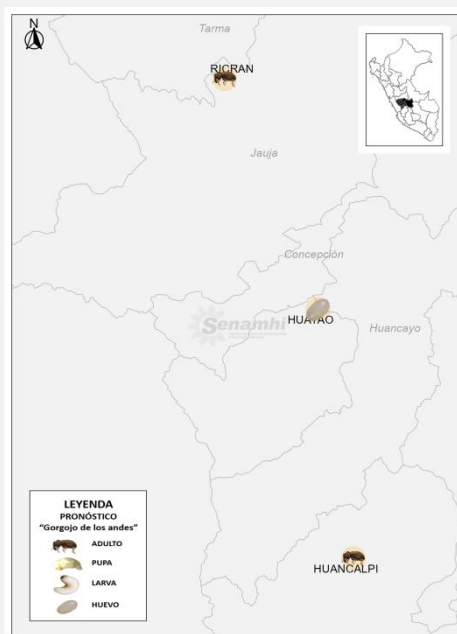 N
Tarma
RICRAN
Jauja
Concepción
Senamhi
HUAYAO
Huancayo
LEYENDA
PRONÓSTICO
"Gorgojo de los andes"
ADULTO
PUPA
LARVA
HUEVO
HUANCALPI